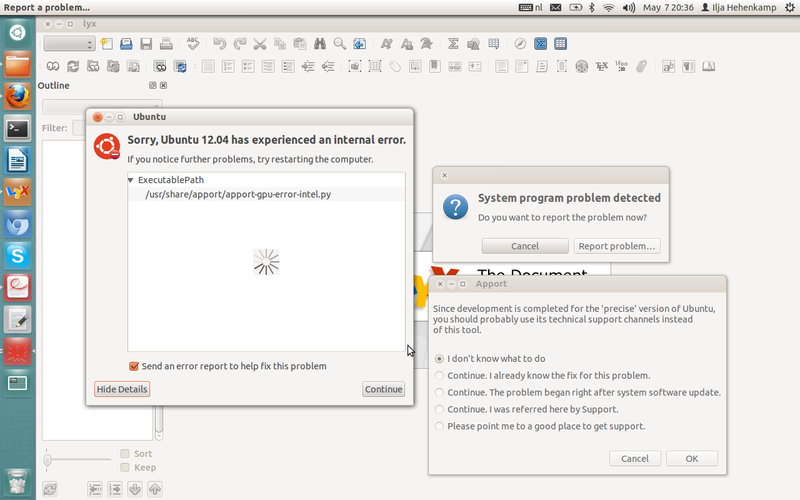 Report a problem...
nl
May 7 20:36
Ilja Hehenkamp
lyx
ABC
Outline
Filter:
Sort
Keep
Ubuntu
Sorry, Ubuntu 12.04 has experienced an internal error.
If you notice further problems, try restarting the computer.
ExecutablePath
/usr/share/apport/apport-gpu-error-intel.py
Send an error report to help fix this problem
Hide Details
Continue
System program problem detected
Do you want to report the problem now?
Cancel
Report problem...
The Document
Apport
Since development is completed for the 'precise' version of Ubuntu,
you should probably use its technical support channels instead
of this tool.
I don't know what to do
Continue. I already know the fix for this problem.
Continue. The problem began right after system software update.
Continue. I was referred here by Support.
Please point me to a good place to get support.
Cancel
OK